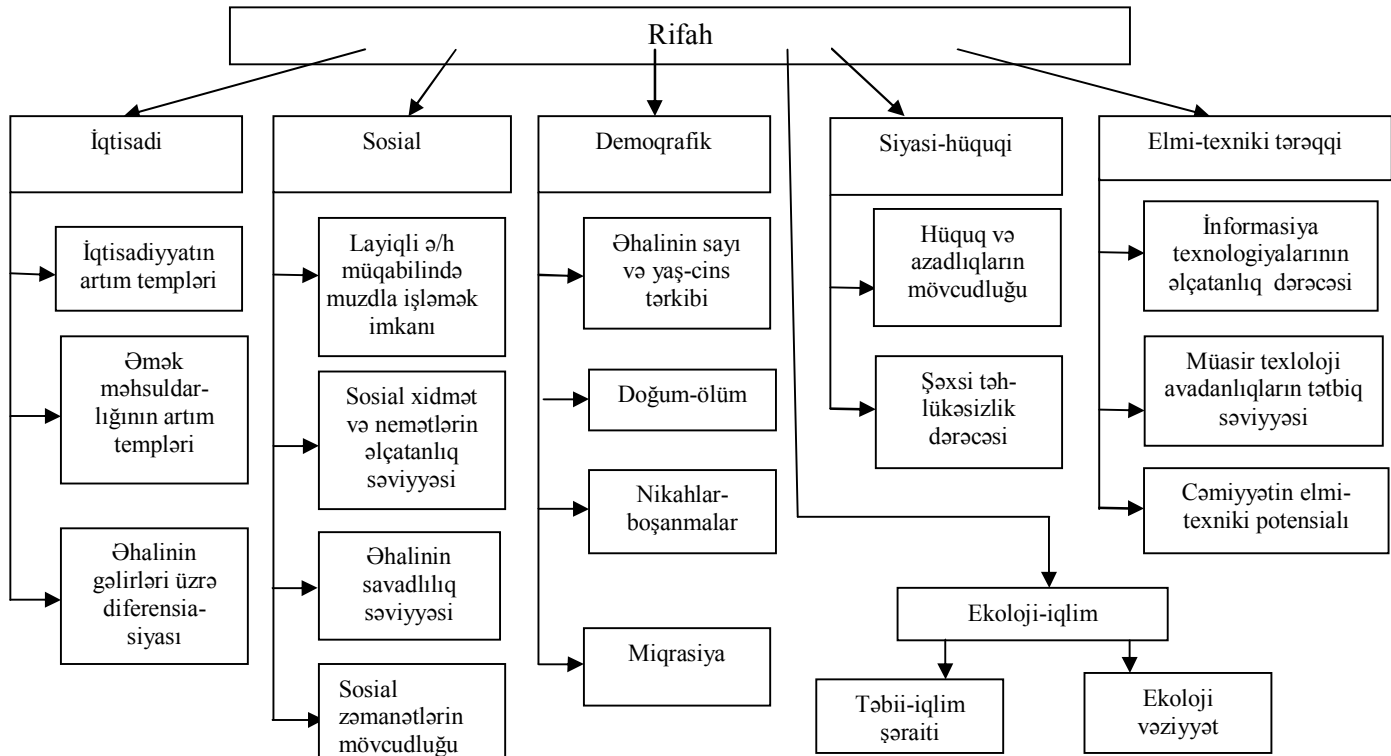 Rifah
İqtisadi
İqtisadiyyatın
artım templəri
Əmək
məhsuldar-
lığının artım
templəri
Əhalinin
gəlirləri üzrə
diferensia-
siyası
Sosial
Layiqli ə/h
müqabilində
muzdla işləmək
imkanı
Sosial xidmət
və nemətlərin
əlçatanlıq
səviyyəsi
Əhalinin
savadlılıq
səviyyəsi
Sosial
zəmanətlərin
mövcudluğu
Demoqrafik
Əhalinin sayı
və yaş-cins
tərkibi
Doğum-ölüm
Nikahlar-
boşanmalar
Miqrasiya
Siyasi-hüquqi
Hüquq və
azadlıqların
mövcudluğu
Şəxsi təh-
lükəsizlik
dərəcəsi
Elmi-texniki tərəqqi
İnformasiya
texnologiyalarının
əlçatanlıq dərəcəsi
Müasir texloloji
avadanlıqların tətbiq
səviyyəsi
Cəmiyyətin elmi-
texniki potensialı
Ekoloji-iqlim
Təbii-iqlim
şəraiti
Ekoloji
vəziyyət